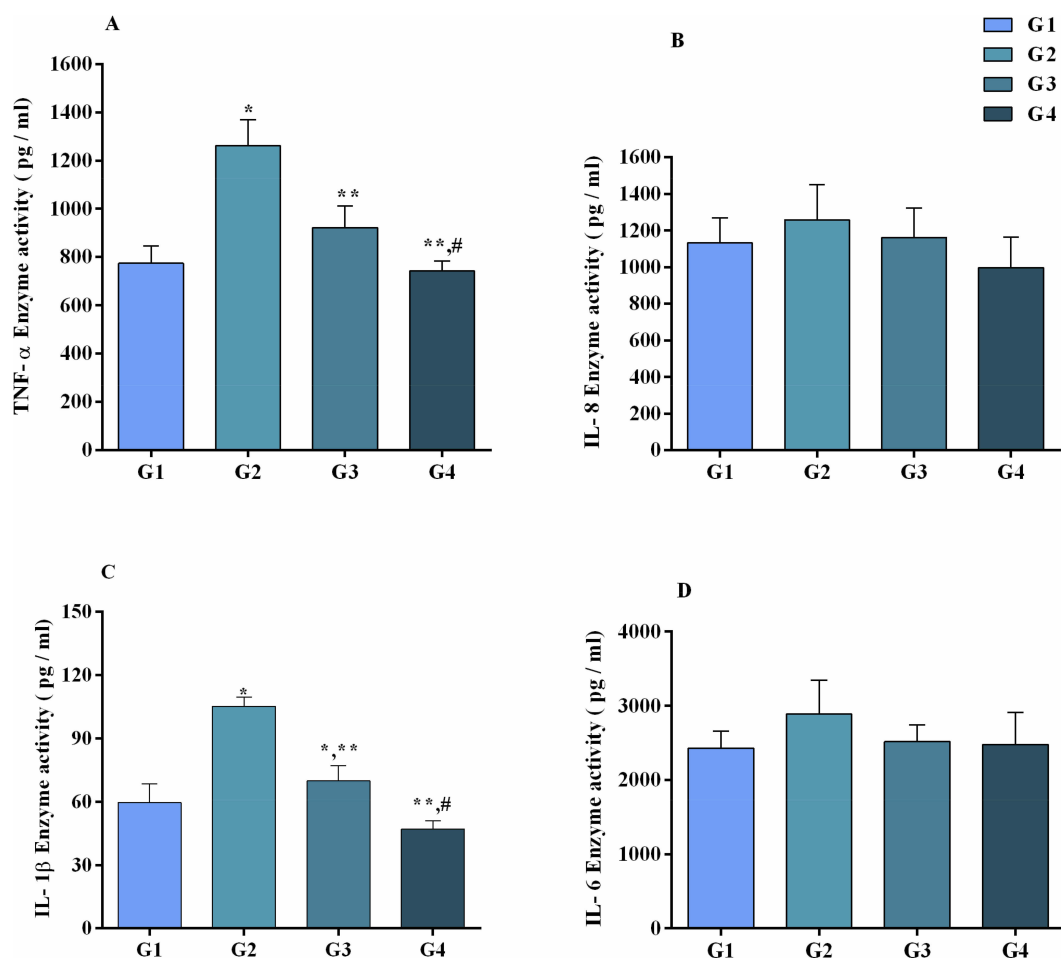 A
TNF- α Enzyme activity ( pg / ml)
1600
1400
1200
1000
800
600
400
200
0
*
**
**,#
G1 G2 G3 G4
B
G1
G2
G3
G4
IL- 8 Enzyme activity ( pg / ml)
1600
1400
1200
1000
800
600
400
200
0
G1 G2 G3 G4
C
IL- 1β Enzyme activity ( pg / ml)
150
120
90
60
30
0
*
*,**
**,#
G1 G2 G3 G4
D
IL- 6 Enzyme activity ( pg / ml)
4000
3000
2000
1000
0
G1 G2 G3 G4